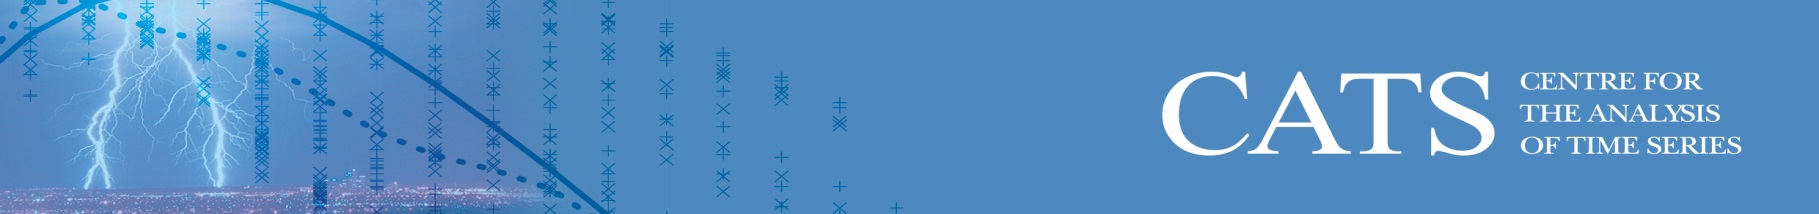 CATS
CENTRE FOR
THE ANALYSIS
OF TIME SERIES